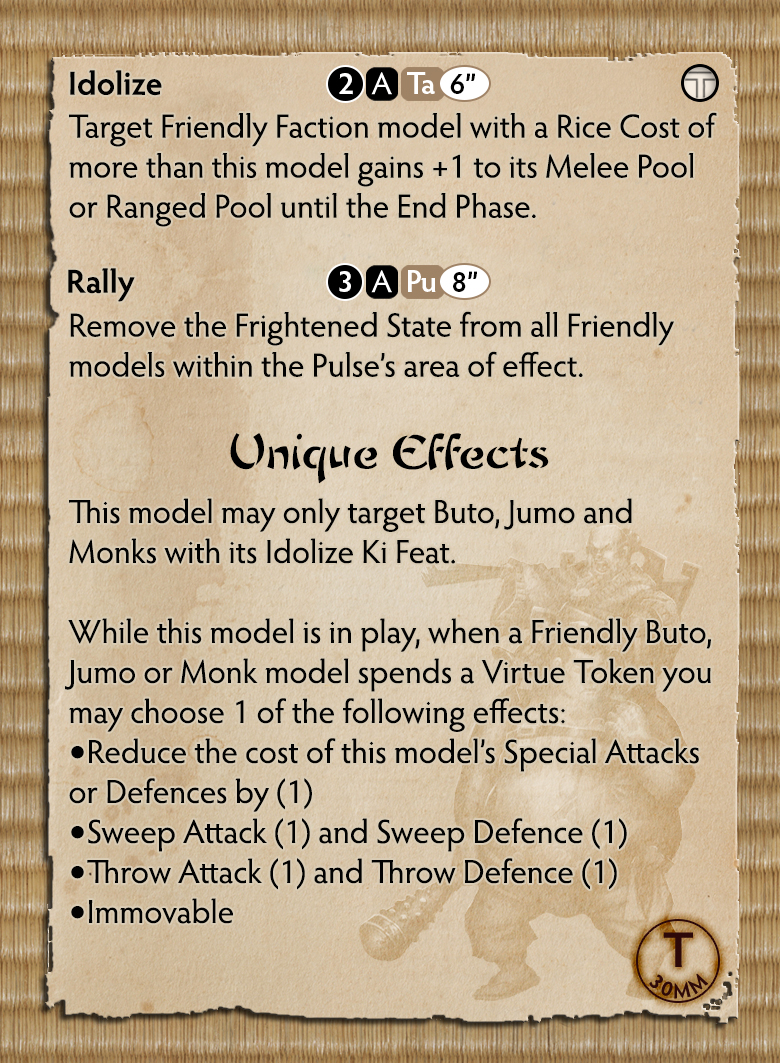 Idolize 2 A Ta 6” T
Target Friendly Faction model with a Rice Cost of
more than this model gains +1 to its Melee Pool
or Ranged Pool until the End Phase.
Rally 3 A Pu 8”
Remove the Frightened State from all Friendly
models within the Pulse’s area of effect.
Unique Effects
This model may only target Buto, Jumo and
Monks with its Idolize Ki Feat.
While this model is in play, when a Friendly Buto,
Jumo or Monk model spends a Virtue Token you
may choose 1 of the following effects:
•Reduce the cost of this model’s Special Attacks
or Defences by (1)
•Sweep Attack (1) and Sweep Defence (1)
•Throw Attack (1) and Throw Defence (1)
•Immovable
T
30MM